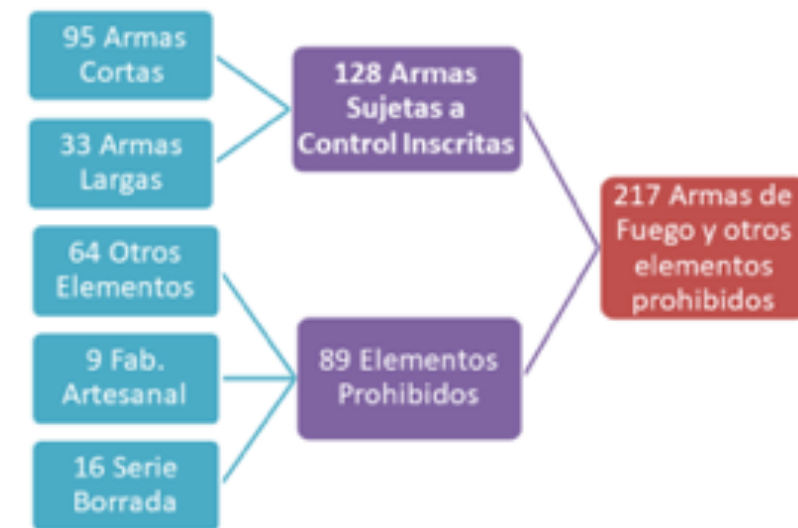 95 Armas
Cortas
33 Armas
Largas
64 Otros
Elementos
9 Fab.
Artesanal
16 Serie
Borrada
128 Armas
Sujetas a
Control Inscritas
89 Elementos
Prohibidos
217 Armas de
Fuego y otros
elementos
prohibidos